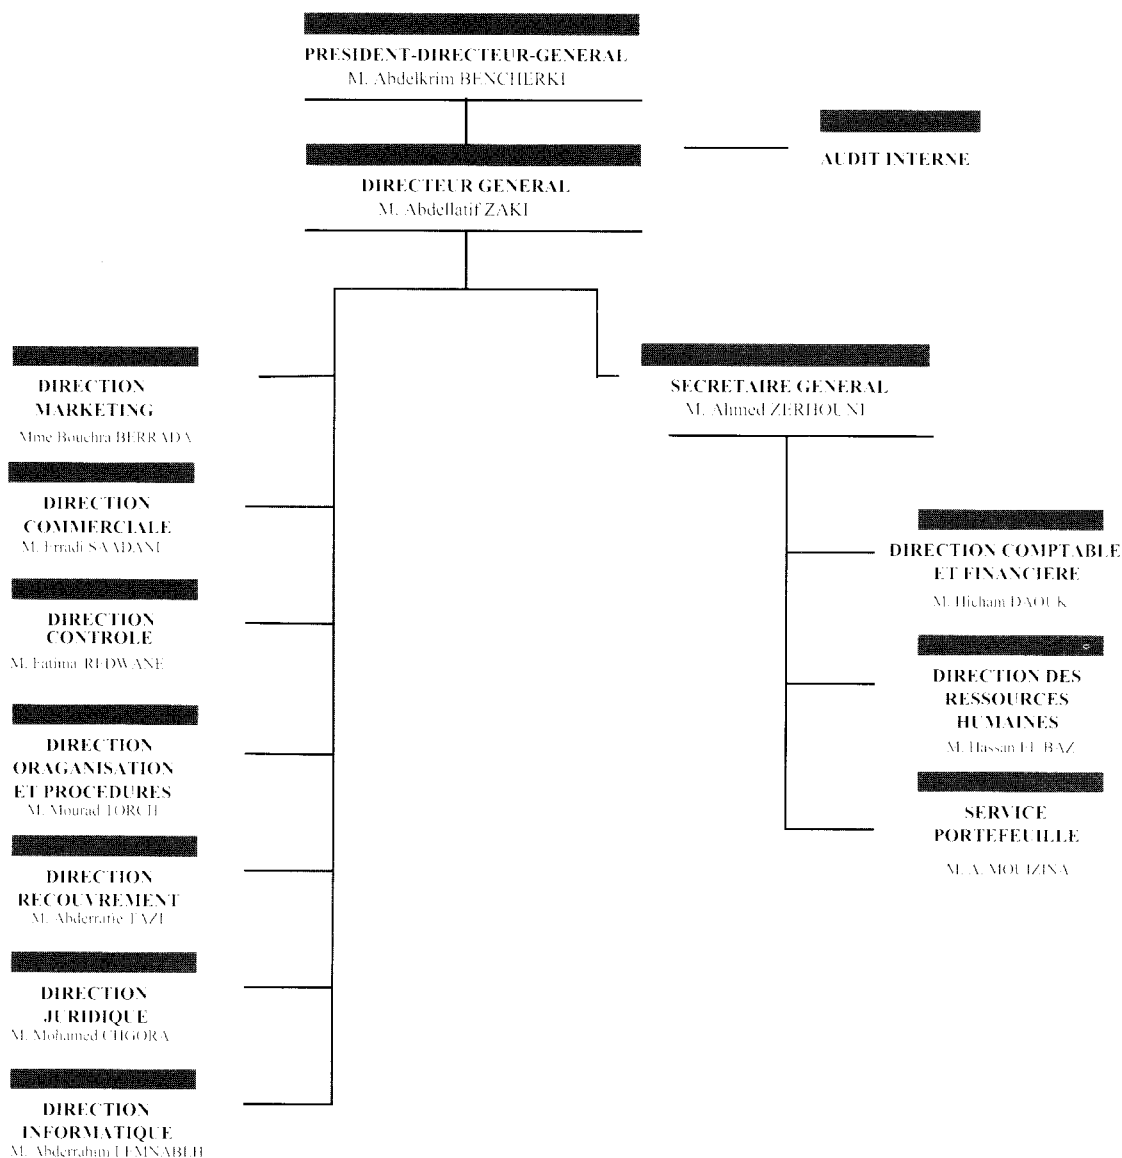 PRESIDENT-DIRECTEUR-GENERAL
M. Abdelkrim BENCHERKI
AUDIT INTERNE
DIRECTEUR GENERAL
M. Abdellatif ZAKI
DIRECTION
MARKETING
Mme Bouchra BERRADA
DIRECTION
COMMERCIALE
M. Erradi SAADANI
DIRECTION
CONTROLE
M. Fatima REDWANE
DIRECTION
ORAGANISATION
ET PROCEDURES
M. Mourad TORCH
DIRECTION
RECOUVREMENT
M. Abderrafie TAZI
DIRECTION
JURIDIQUE
M. Mohamed CHGORA
DIRECTION
INFORMATIQUE
M. Abderrahim
SECRETAIRE GENERAL
M. Ahmed ZERHOUNI
DIRECTION COMPTABLE
ET FINANCIERE
M. Hicham DAOUK
DIRECTION DES
RESSOURCES
HUMAINES
M. Hassan EL BAZ
SERVICE
PORTEFEUILLE
M. A. MOUIZINA